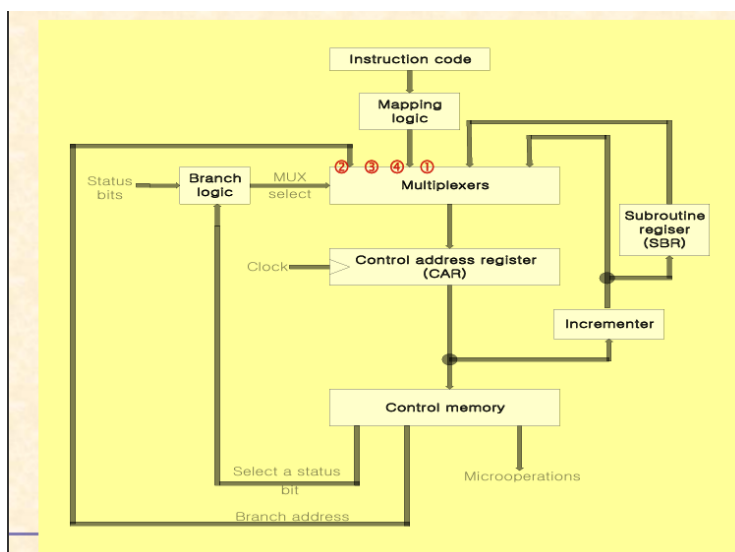 Instruction code
Mapping
logic
② ③ ④ ①
Status
bits
Branch
logic
MUX
select
Multiplexers
Subroutine
regiser
(SBR)
Clock
Control address register
(CAR)
Incrementer
Control memory
Select a status
bit
Microoperations
Branch address